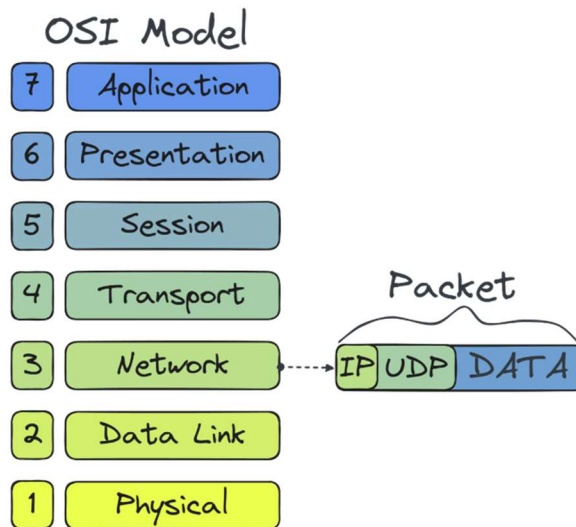 OSI Model
7 Application
6 Presentation
5 Session
4 Transport
Packet
3 Network
IP UDP DATA
2 Data Link
1 Physical